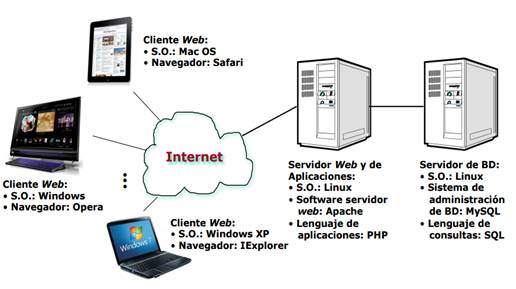 Cliente Web:
• S.O.: Mac OS
• Navegador: Safari
Internet
Cliente Web:
• S.O.: Windows
• Navegador: Opera
Cliente Web:
• S.O.: Windows XP
• Navegador: IExplorer
Windows 7
Servidor Web y de
Aplicaciones:
• S.O.: Linux
• Software servidor
web: Apache
• Lenguaje de
aplicaciones: PHP
Servidor de BD:
• S.O.: Linux
• Sistema de
administración
de BD: MySQL
• Lenguaje de
consultas: SQL